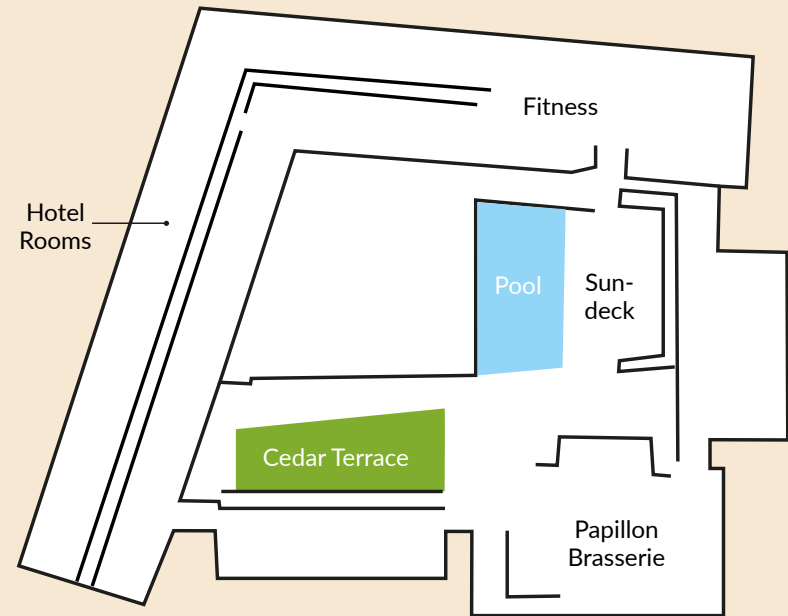 Fitness
Hotel
Rooms
Pool
Sun-
deck
Cedar Terrace
Papillon
Brasserie